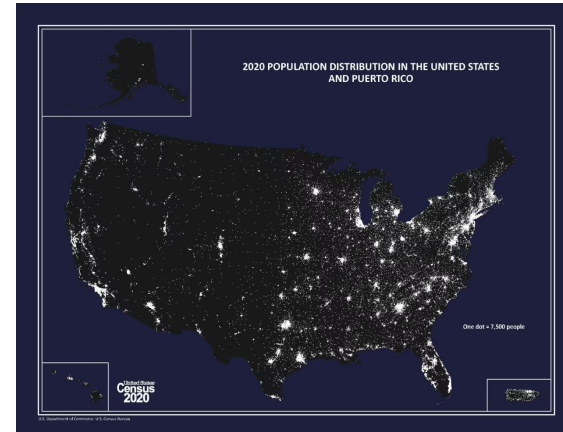 2020 POPULATION DISTRIBUTION IN THE UNITED STATES
AND PUERTO RICO
One dot = 7,500 people
United States®
Census
2020
U.S. Department of Commerce U.S. Census Bureau